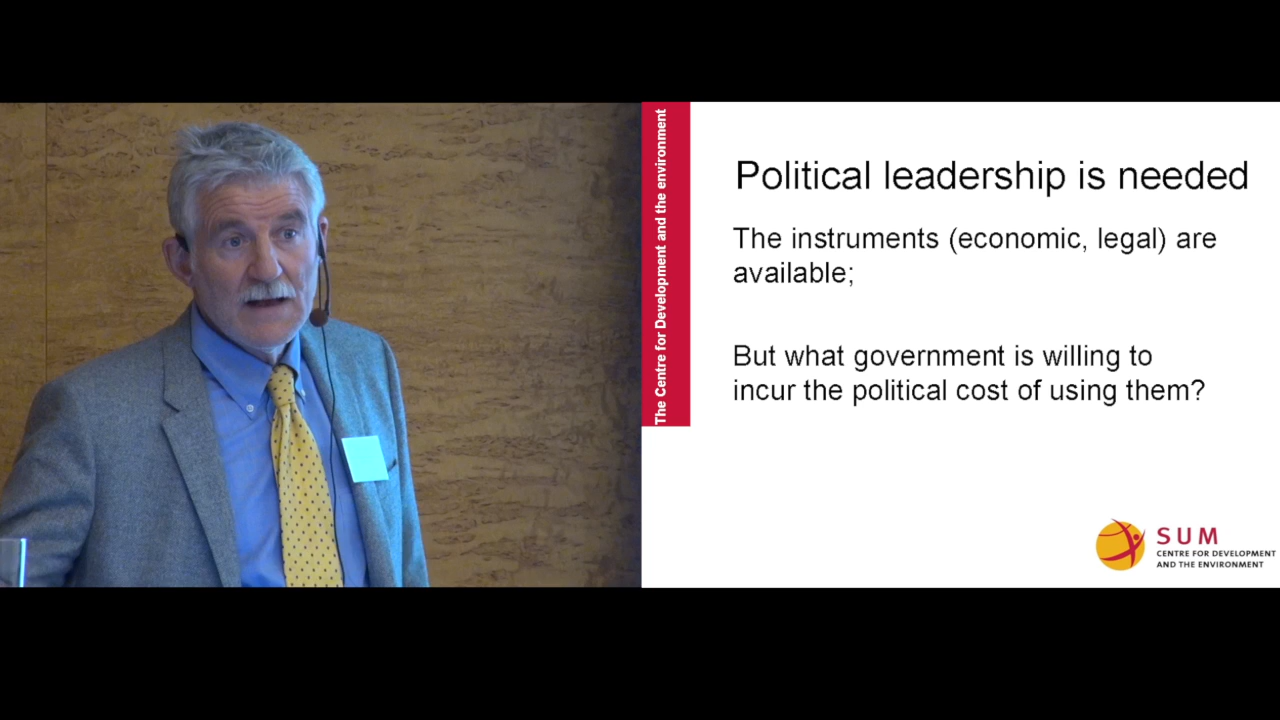 The Centre for Development and the environment
Political leadership is needed
The instruments (economic, legal) are
available;
But what government is willing to
incur the political cost of using them?
SUM
CENTRE FOR DEVELOPMENT
AND THE ENVIRONMENT